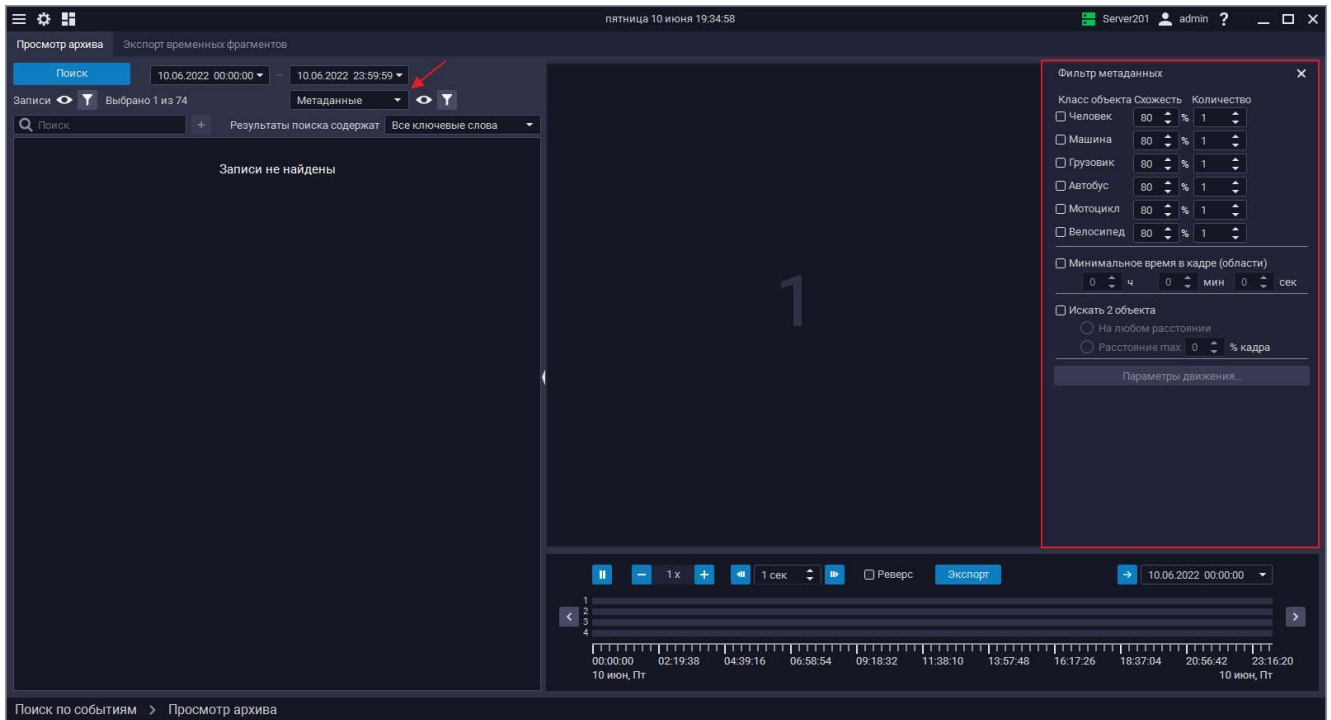 пятница 10 июня 19:34:58
Server201 admin ?
Просмотр архива Экспорт временных фрагментов
Поиск 10.06.2022 00:00:00 – 10.06.2022 23:59:59
Записи Выбрано 1 из 74 Метаданные
Поиск + Результаты поиска содержат Все ключевые слова
Записи не найдены
1
Фильтр метаданных
Класс объекта Схожесть Количество
Человек 80 % 1
Машина 80 % 1
Грузовик 80 % 1
Автобус 80 % 1
Мотоцикл 80 % 1
Велосипед 80 % 1
Минимальное время в кадре (области)
0 ч 0 мин 0 сек
Искать 2 объекта
На любом расстоянии
Расстояние max. 0 % кадра
Параметры движения...
1 x 1 сек Реверс Экспорт 10.06.2022 00:00:00
1
2
3
4
00:00:00 02:19:38 04:39:16 06:58:54 09:18:32 11:38:10 13:57:48 16:17:26 18:37:04 20:56:42 23:16:20
10 июн, Пт 10 июн, Пт
Поиск по событиям > Просмотр архива